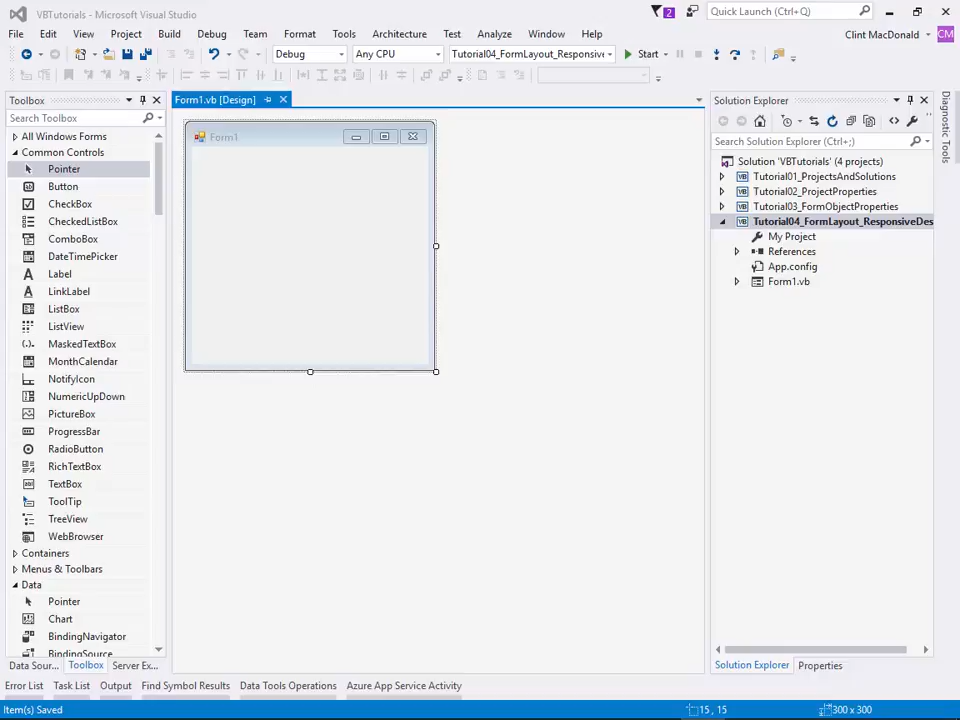 VBTutorials - Microsoft Visual Studio
2
Quick Launch (Ctrl+Q)
File Edit View Project Build Debug Team Format Tools Architecture Test Analyze Window Help
Clint MacDonald
CM
Debug Any CPU Tutorial04_FormLayout_Responsive Start
Toolbox
Search Toolbox
All Windows Forms
Common Controls
Pointer
Button
CheckBox
CheckedListBox
ComboBox
DateTimePicker
Label
LinkLabel
ListBox
ListView
MaskedTextBox
MonthCalendar
NotifyIcon
NumericUpDown
PictureBox
ProgressBar
RadioButton
RichTextBox
TextBox
ToolTip
TreeView
WebBrowser
Containers
Menus & Toolbars
Data
Pointer
Chart
BindingNavigator
BindingSource
Data Sour... Toolbox Server Ex...
Form1.vb [Design]
Form1
Solution Explorer
Search Solution Explorer (Ctrl+;)
Solution 'VBTutorials' (4 projects)
Tutorial01_ProjectsAndSolutions
Tutorial02_ProjectProperties
Tutorial03_FormObjectProperties
Tutorial04_FormLayout_ResponsiveDes
My Project
References
App.config
Form1.vb
Solution Explorer Properties
Diagnostic Tools
Error List Task List Output Find Symbol Results Data Tools Operations Azure App Service Activity
Item(s) Saved
15 , 15
300 x 300